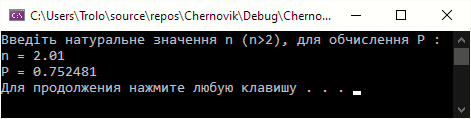 C:\Users\Trolo\source\repos\Chernovik\Debug\Cherno...
Введіть натуральне значення n (n>2), для обчислення P :
n = 2.01
P = 0.752481
Для продолжения нажмите любую клавишу . . .